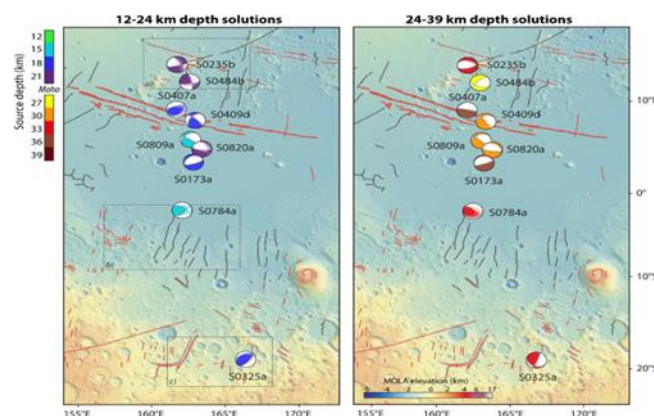 12-24 km depth solutions
24-39 km depth solutions
Source depth (km)
12
15
18
21
Moho
27
30
33
36
39
S0235b
S0484b
S0407a
S0409d
S0809a
S0820a
S0173a
S0784a
S0325a
a)
b)
c)
155°E
160°E
165°E
170°E
S0235b
S0484b
S0407a
S0409d
S0809a
S0820a
S0173a
S0784a
S0325a
MOLA elevation (km)
10°N
0°
10°S
20°S
155°E
160°E
165°E
170°E